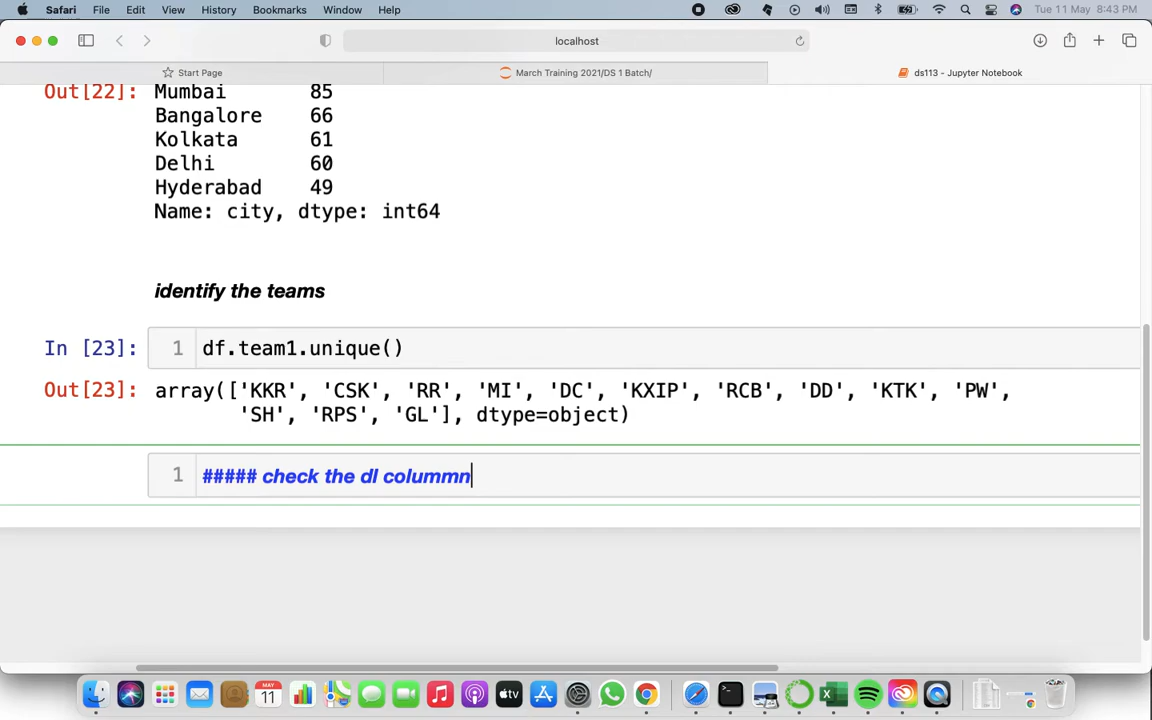 Safari File Edit View History Bookmarks Window Help Tue 11 May 8:43 PM
localhost
Start Page March Training 2021/DS 1 Batch/ ds113 - Jupyter Notebook
Out[22]: Mumbai 85
Bangalore 66
Kolkata 61
Delhi 60
Hyderabad 49
Name: city, dtype: int64
identify the teams
In [23]: 1 df.team1.unique()
Out[23]: array(['KKR', 'CSK', 'RR', 'MI', 'DC', 'KXIP', 'RCB', 'DD', 'KTK', 'PW',
'SH', 'RPS', 'GL'], dtype=object)
1 ##### check the dl colummn